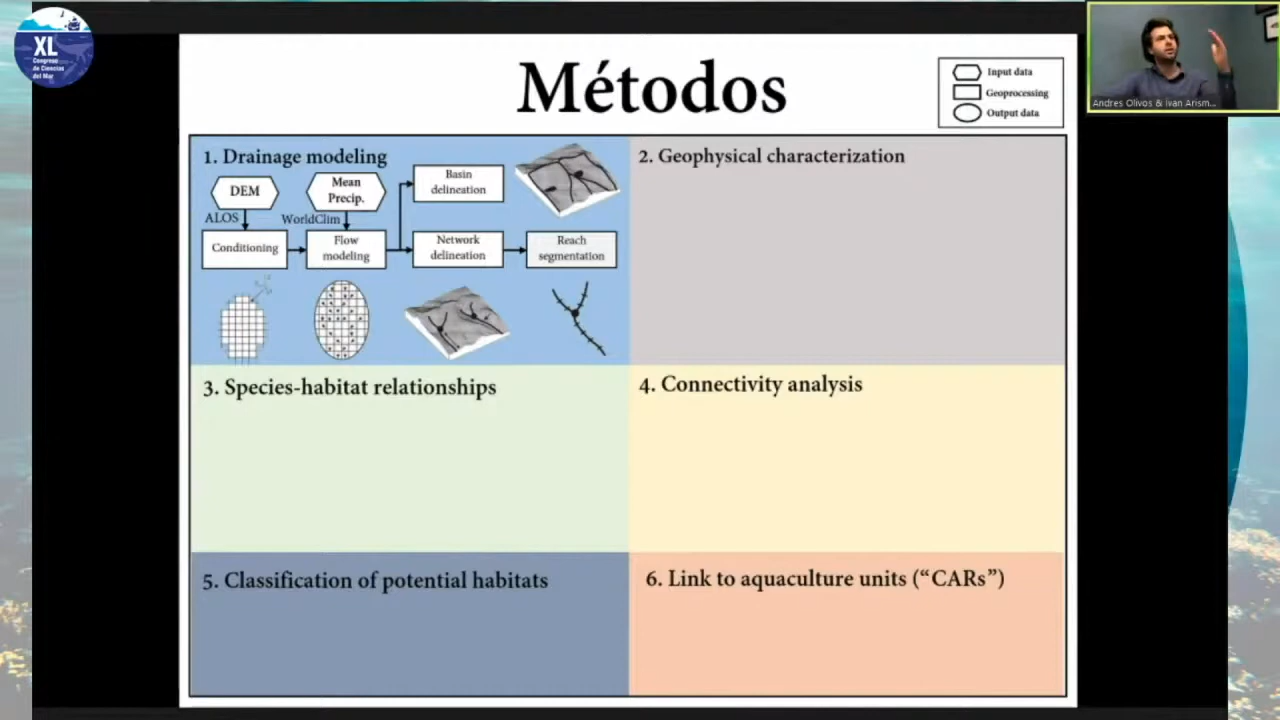 XL
Congreso
de Ciencias
del Mar
Métodos
Input data
Geoprocessing
Output data
Andres Olivos & Ivan Arism...
1. Drainage modeling
DEM
Mean
Precip.
Basin
delineation
ALOS
WorldClim
Conditioning
Flow
modeling
Network
delineation
Reach
segmentation
2. Geophysical characterization
3. Species-habitat relationships
4. Connectivity analysis
5. Classification of potential habitats
6. Link to aquaculture units (“CARs”)